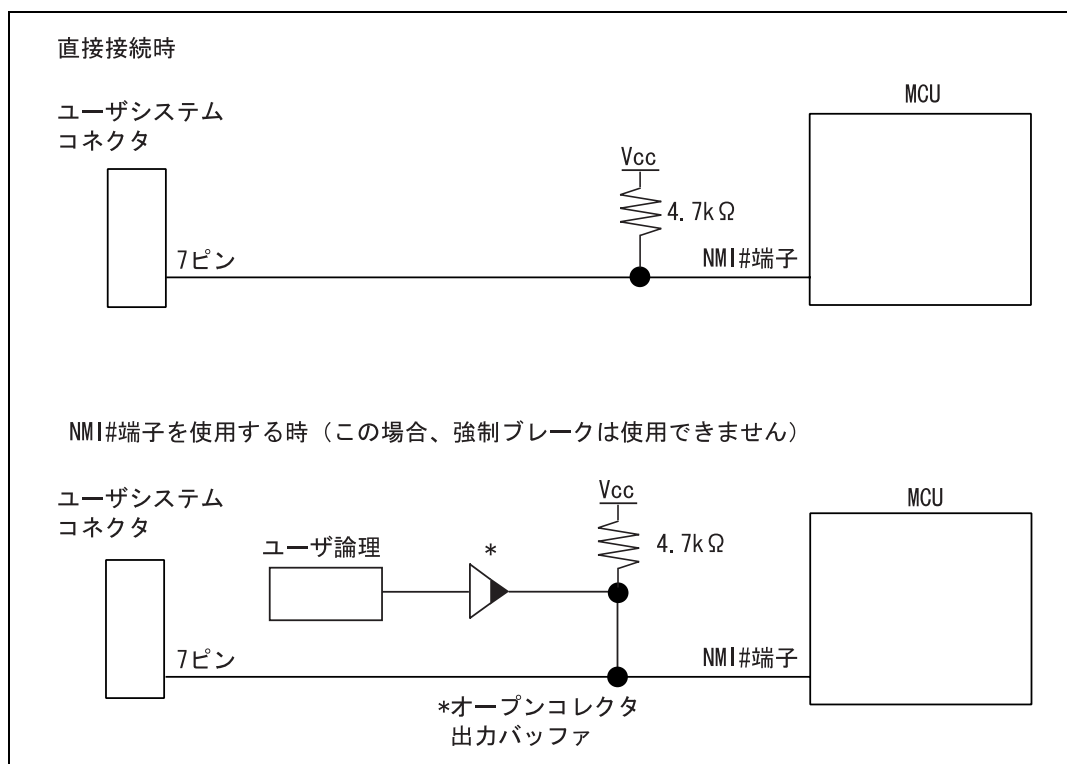 直接接続時
ユーザシステム
コネクタ
MCU
Vcc
4.7kΩ
7ピン
NMI#端子
NMI#端子を使用する時（この場合、強制ブレークは使用できません）
ユーザシステム
コネクタ
ユーザ論理
*
Vcc
4.7kΩ
MCU
7ピン
NMI#端子
*オープンコレクタ
出力バッファ